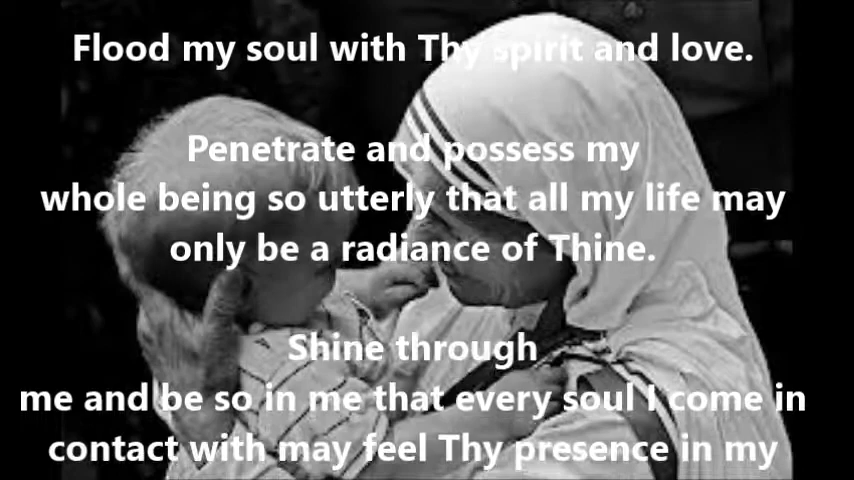 Flood my soul with Thy spirit and love.
Penetrate and possess my
whole being so utterly that all my life may
only be a radiance of Thine.
Shine through
me and be so in me that every soul I come in
contact with may feel Thy presence in my